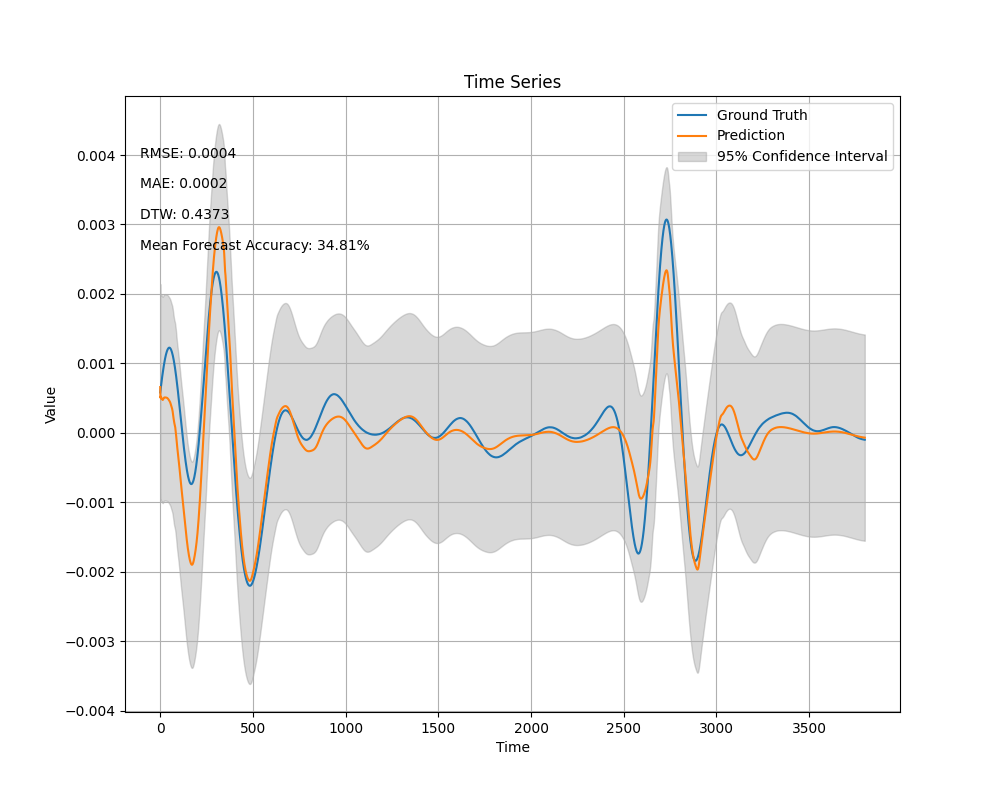 Time Series
Ground Truth
Prediction
95% Confidence Interval
RMSE: 0.0004
MAE: 0.0002
DTW: 0.4373
Mean Forecast Accuracy: 34.81%
0.004
0.003
0.002
0.001
0.000
−0.001
−0.002
−0.003
−0.004
Value
0 500 1000 1500 2000 2500 3000 3500
Time